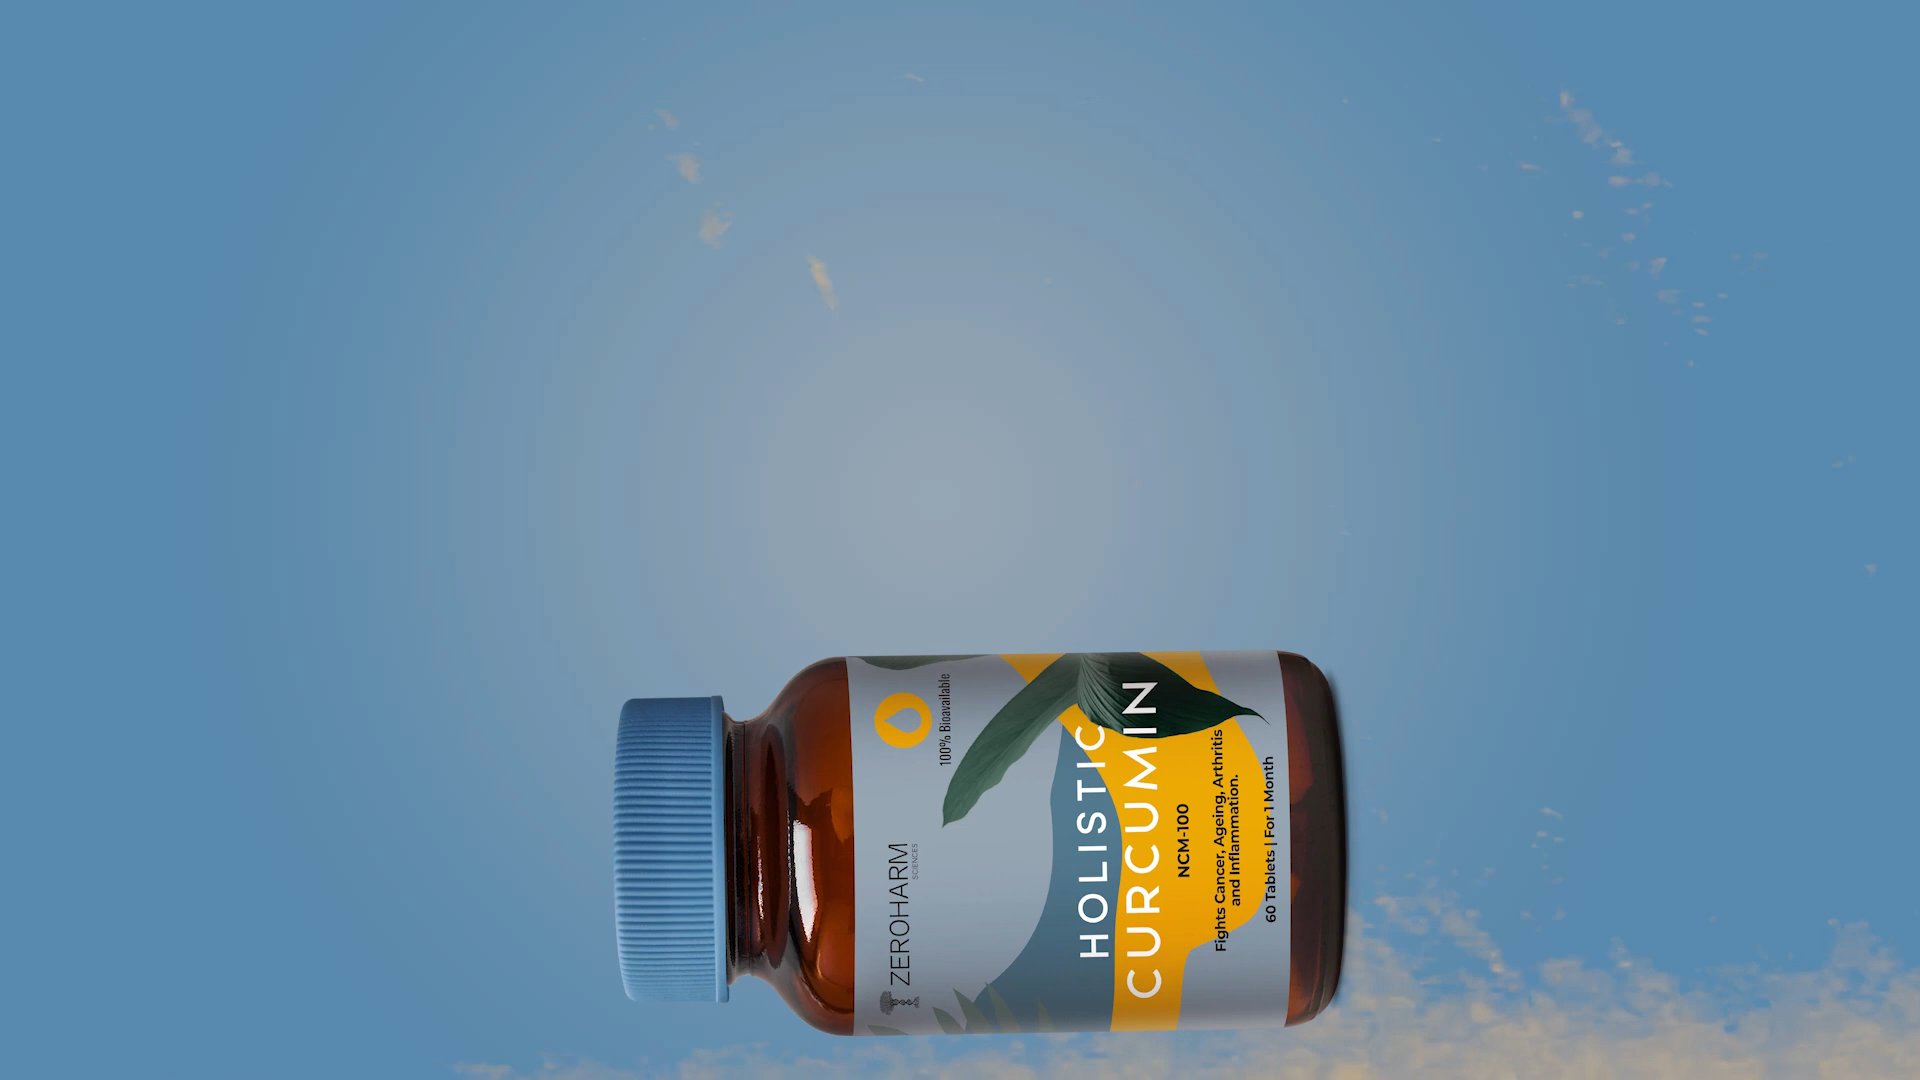 100% Bioavailable
ZEROHARM
SCIENCES
HOLISTIC
CURCUMIN
NCM-100
Fights Cancer, Ageing, Arthritis
and Inflammation.
60 Tablets | For 1 Month